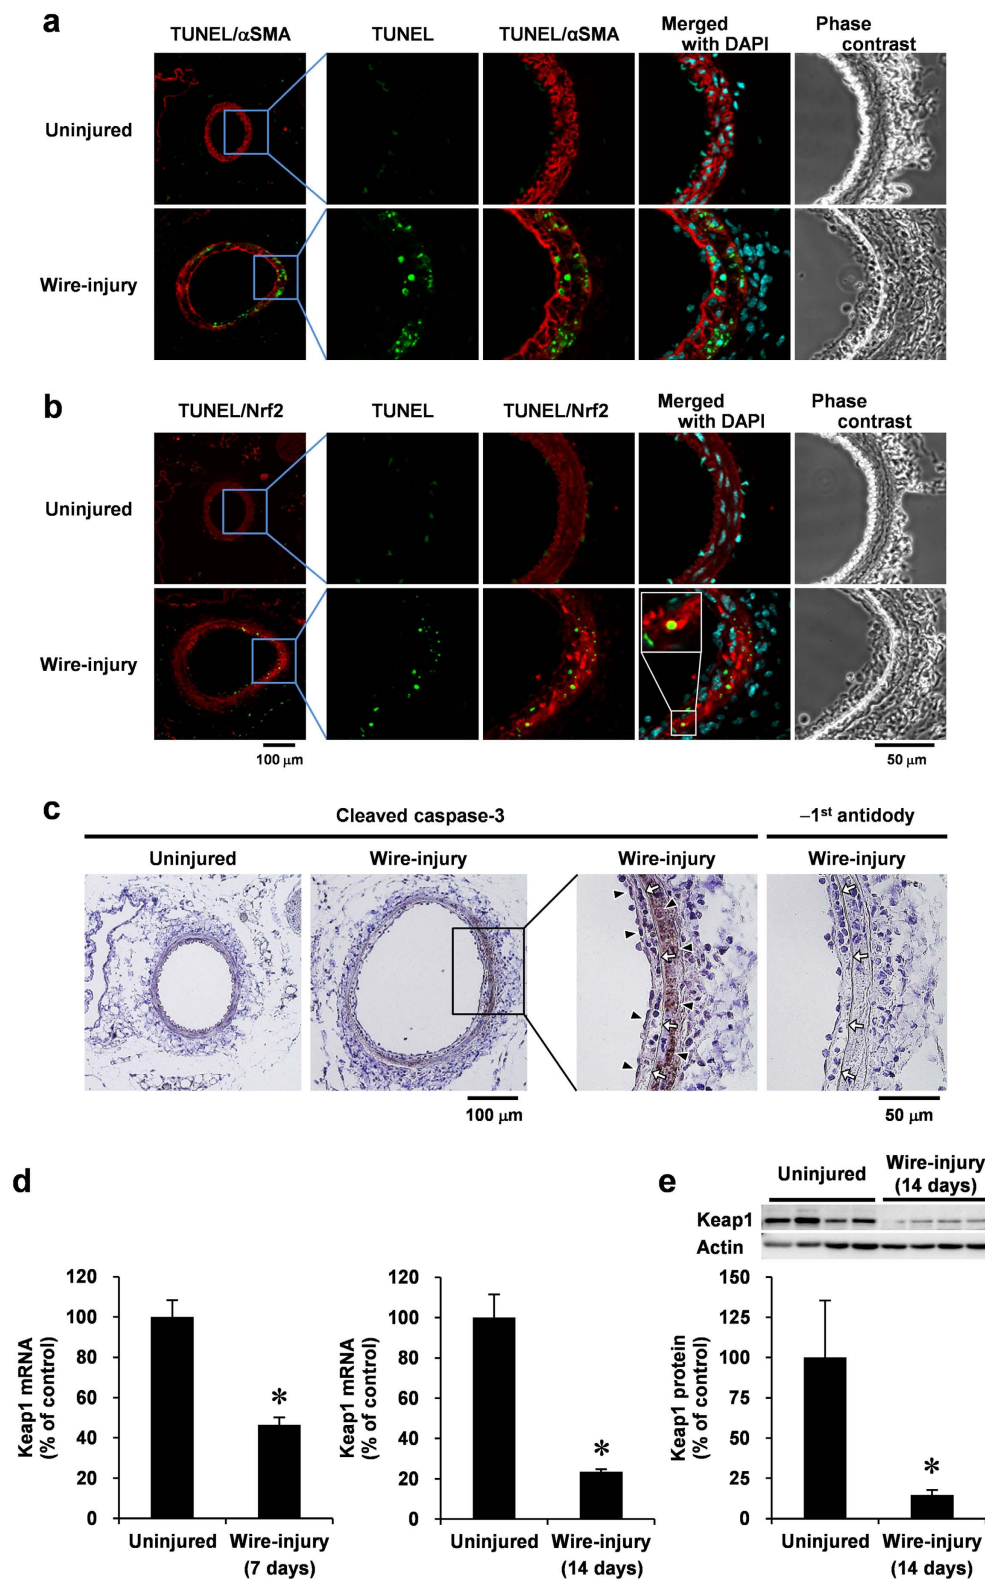 a
TUNEL/αSMA TUNEL TUNEL/αSMA Merged with DAPI Phase contrast
Uninjured
Wire-injury
b
TUNEL/Nrf2 TUNEL TUNEL/Nrf2 Merged with DAPI Phase contrast
Uninjured
Wire-injury
100 μm 50 μm
c
Cleaved caspase-3 –1st antidody
Uninjured Wire-injury Wire-injury Wire-injury
100 μm 50 μm
d
Keap1 mRNA
(% of control)
120
100
80
60
40
20
0
Uninjured Wire-injury
(7 days)
*
Keap1 mRNA
(% of control)
120
100
80
60
40
20
0
Uninjured Wire-injury
(14 days)
*
e
Uninjured Wire-injury
(14 days)
Keap1
Actin
Keap1 protein
(% of control)
150
125
100
75
50
25
0
Uninjured Wire-injury
(14 days)
*